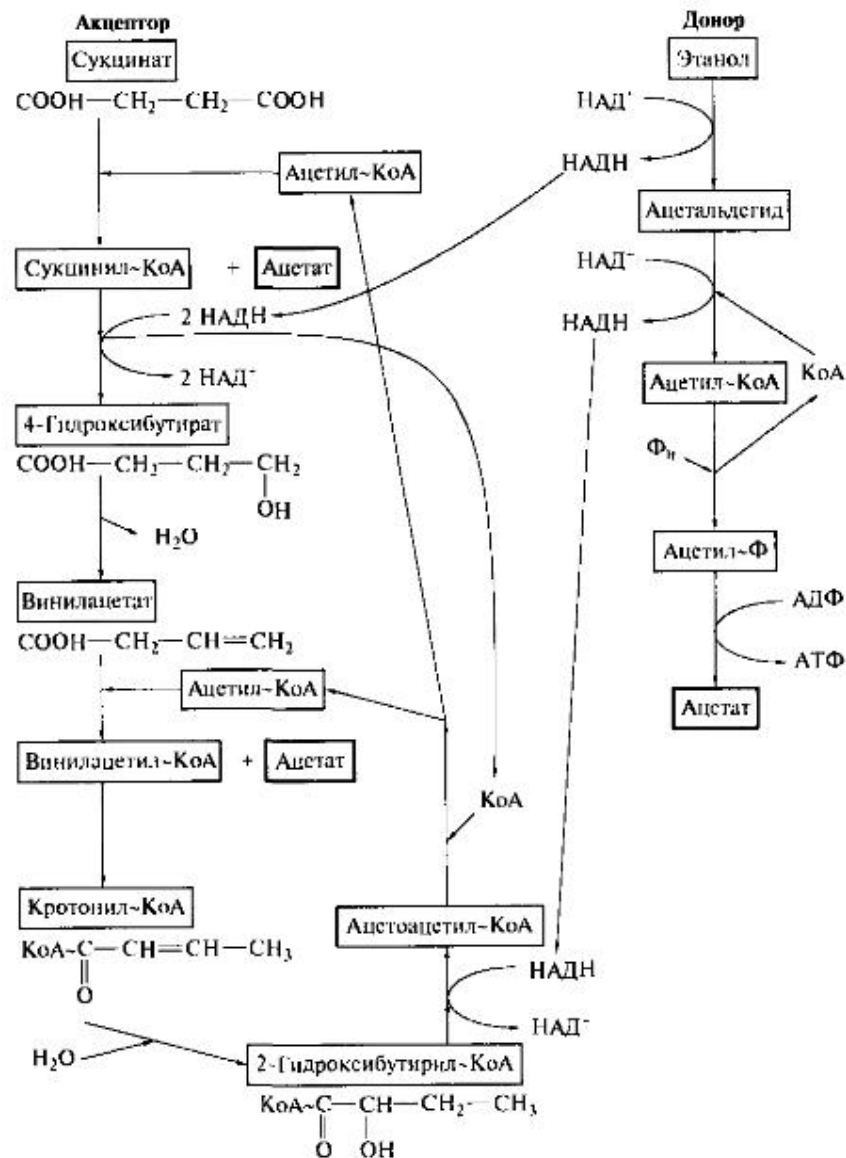 Акцептор
Сукцинат
COOH—CH₂—CH₂—COOH
Ацетил~КоА
Сукцинил~КоА + Ацетат
2 НАДН
2 НАД⁺
4-Гидроксибутират
COOH—CH₂—CH₂—CH₂
OH
H₂O
Винилацетат
COOH—CH₂—CH=CH₂
Ацетил~КоА
Винилацетил~КоА + Ацетат
КоА
Кротонил~КоА
КоА~C—CH=CH—CH₃
O
H₂O
Ацетоацетил~КоА
НАДН
НАД⁺
2-Гидроксибутирил~КоА
КоА~C—CH—CH₂—CH₃
O OH
Донор
Этанол
НАД⁺
НАДН
Ацетальдегид
НАД⁺
НАДН
Ацетил~КоА
КоА
Фн
Ацетил~Ф
АДФ
АТФ
Ацетат